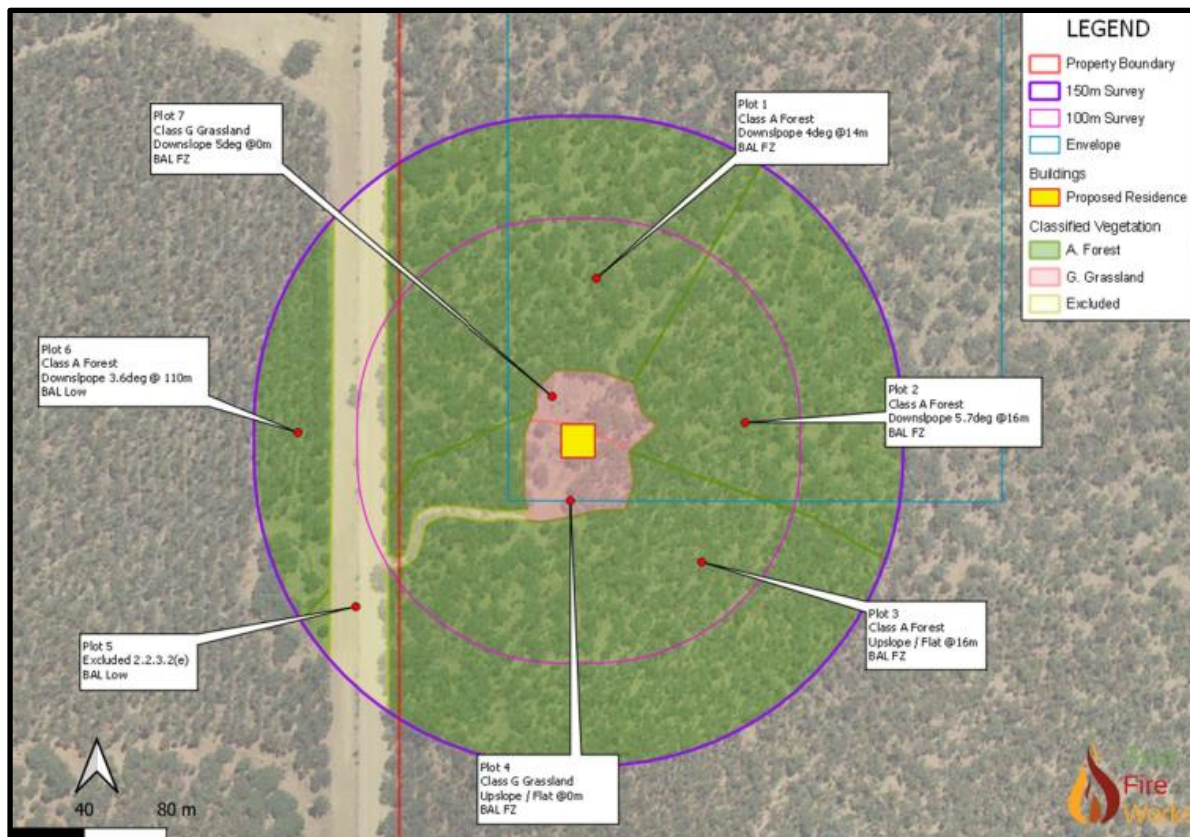 LEGEND
Property Boundary
150m Survey
100m Survey
Envelope
Buildings
Proposed Residence
Classified Vegetation
A. Forest
G. Grassland
Excluded
Plot 1
Class A Forest
Downslpope 4deg @14m
BAL FZ
Plot 7
Class G Grassland
Downslope 5deg @0m
BAL FZ
Plot 6
Class A Forest
Downslpope 3.6deg @ 110m
BAL Low
Plot 2
Class A Forest
Downslpope 5.7deg @16m
BAL FZ
Plot 5
Excluded 2.2.3.2(e)
BAL Low
Plot 3
Class A Forest
Upslope / Flat @16m
BAL FZ
Plot 4
Class G Grassland
Upslope / Flat @0m
BAL FZ
40 80 m
Fire